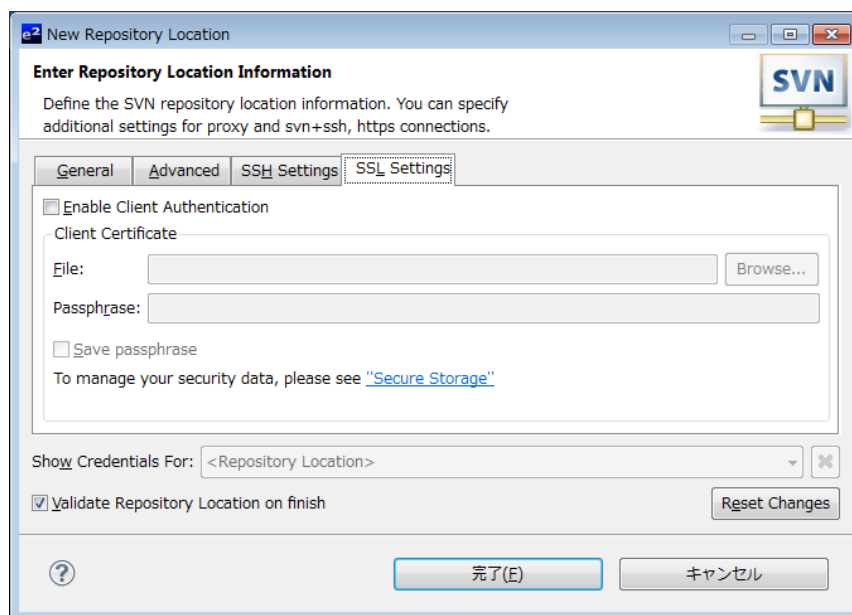 e² New Repository Location
Enter Repository Location Information
Define the SVN repository location information. You can specify
additional settings for proxy and svn+ssh, https connections.
SVN
General Advanced SSH Settings SSL Settings
Enable Client Authentication
Client Certificate
File: Browse...
Passphrase:
Save passphrase
To manage your security data, please see "Secure Storage"
Show Credentials For: <Repository Location>
Validate Repository Location on finish Reset Changes
? 完了(F) キャンセル